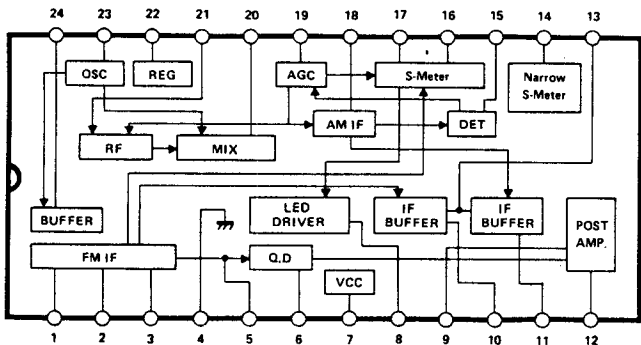 24 23 22 21 20 19 18 17 16 15 14 13
OSC
REG
AGC
S-Meter
Narrow
S-Meter
RF
MIX
AM IF
DET
BUFFER
LED
DRIVER
IF
BUFFER
IF
BUFFER
POST
AMP.
FM IF
Q.D
VCC
1 2 3 4 5 6 7 8 9 10 11 12